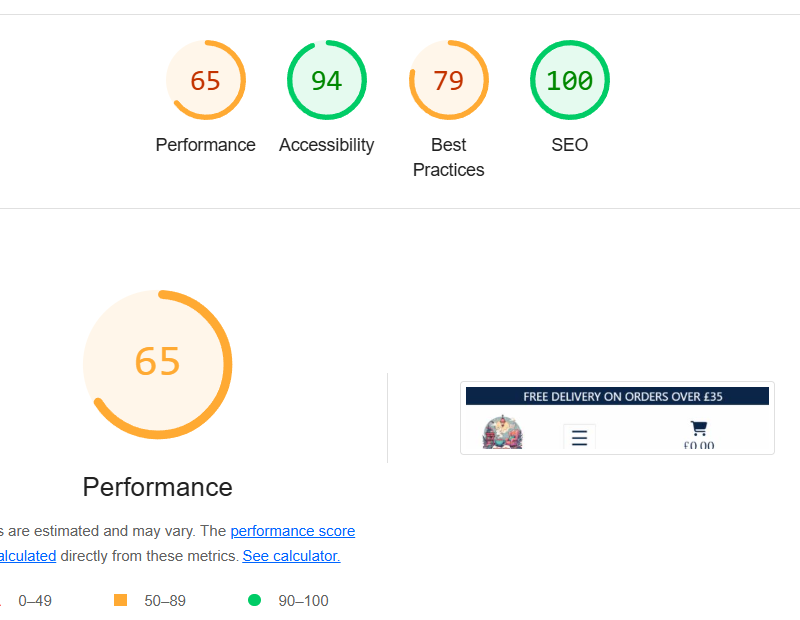 65
94
79
100
Performance
Accessibility
Best
Practices
SEO
65
Performance
s are estimated and may vary. The performance score
alculated directly from these metrics. See calculator.
0–49
50–89
90–100
FREE DELIVERY ON ORDERS OVER £35
£0.00